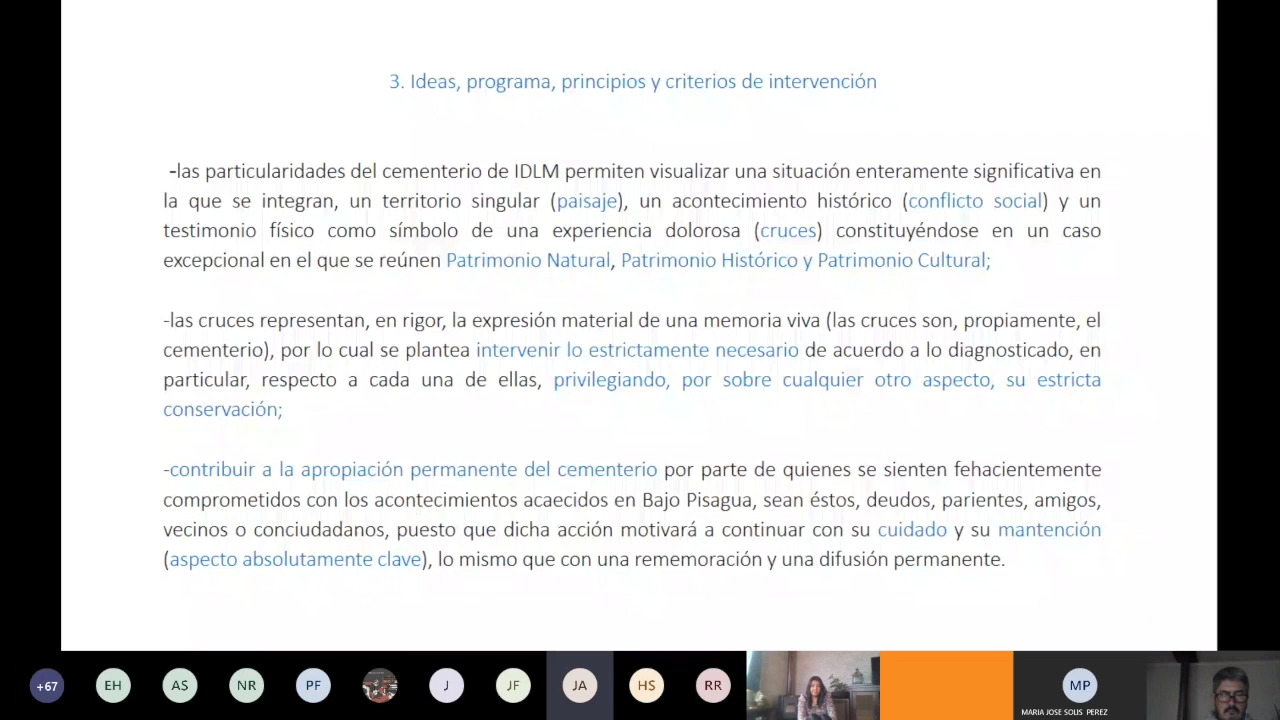 3. Ideas, programa, principios y criterios de intervención
-las particularidades del cementerio de IDLM permiten visualizar una situación enteramente significativa en
la que se integran, un territorio singular (paisaje), un acontecimiento histórico (conflicto social) y un
testimonio físico como símbolo de una experiencia dolorosa (cruces) constituyéndose en un caso
excepcional en el que se reúnen Patrimonio Natural, Patrimonio Histórico y Patrimonio Cultural;
-las cruces representan, en rigor, la expresión material de una memoria viva (las cruces son, propiamente, el
cementerio), por lo cual se plantea intervenir lo estrictamente necesario de acuerdo a lo diagnosticado, en
particular, respecto a cada una de ellas, privilegiando, por sobre cualquier otro aspecto, su estricta
conservación;
-contribuir a la apropiación permanente del cementerio por parte de quienes se sienten fehacientemente
comprometidos con los acontecimientos acaecidos en Bajo Pisagua, sean éstos, deudos, parientes, amigos,
vecinos o conciudadanos, puesto que dicha acción motivará a continuar con su cuidado y su mantención
(aspecto absolutamente clave), lo mismo que con una rememoración y una difusión permanente.
+67 EH AS NR PF J JF JA HS RR MP
MARIA JOSE SOLIS PEREZ